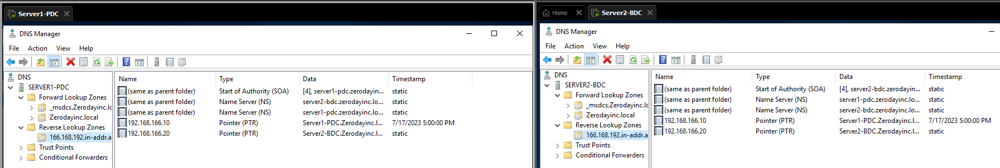 Server1-PDC
DNS Manager
File Action View Help
DNS
SERVER1-PDC
Forward Lookup Zones
_msdcs.Zerodayinc.lo
Zerodayinc.local
Reverse Lookup Zones
166.168.192.in-addr.a
Trust Points
Conditional Forwarders
Name Type Data Timestamp
(same as parent folder) Start of Authority (SOA) [4], server1-pdc.zerodayin... static
(same as parent folder) Name Server (NS) server2-bdc.zerodayinc.lo... static
(same as parent folder) Name Server (NS) server1-pdc.zerodayinc.lo... static
192.168.166.10 Pointer (PTR) Server1-PDC.Zerodayinc.l... 7/17/2023 5:00:00 PM
192.168.166.20 Pointer (PTR) Server2-BDC.Zerodayinc.l... static
Home
Server2-BDC
DNS Manager
File Action View Help
DNS
SERVER2-BDC
Forward Lookup Zones
_msdcs.Zerodayinc.lo
Zerodayinc.local
Reverse Lookup Zones
166.168.192.in-addr.a
Trust Points
Conditional Forwarders
Name Type Data Timestamp
(same as parent folder) Start of Authority (SOA) [4], server2-bdc.zerodayin... static
(same as parent folder) Name Server (NS) server1-pdc.zerodayinc.lo... static
(same as parent folder) Name Server (NS) server2-bdc.zerodayinc.lo... static
192.168.166.10 Pointer (PTR) Server1-PDC.Zerodayinc.l... 7/17/2023 5:00:00 PM
192.168.166.20 Pointer (PTR) Server2-BDC.Zerodayinc.l... static